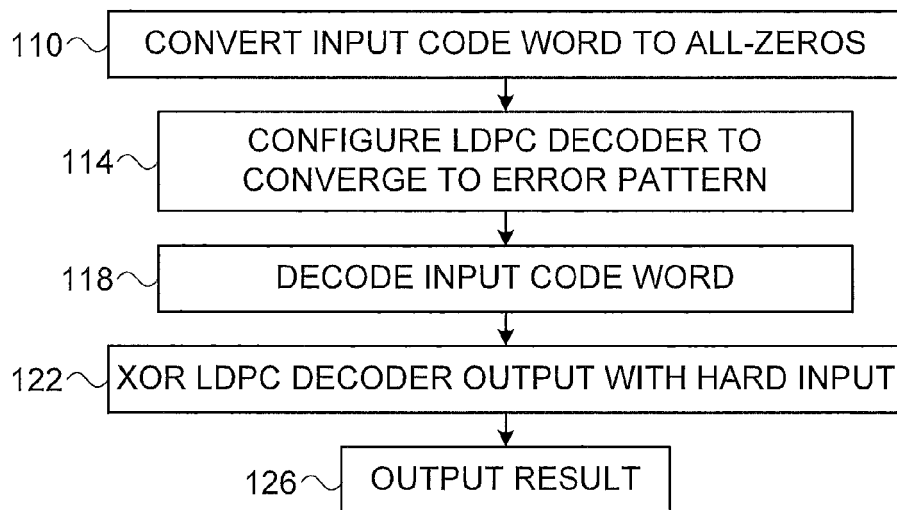 110 CONVERT INPUT CODE WORD TO ALL-ZEROS
114 CONFIGURE LDPC DECODER TO
CONVERGE TO ERROR PATTERN
118 DECODE INPUT CODE WORD
122 XOR LDPC DECODER OUTPUT WITH HARD INPUT
126 OUTPUT RESULT